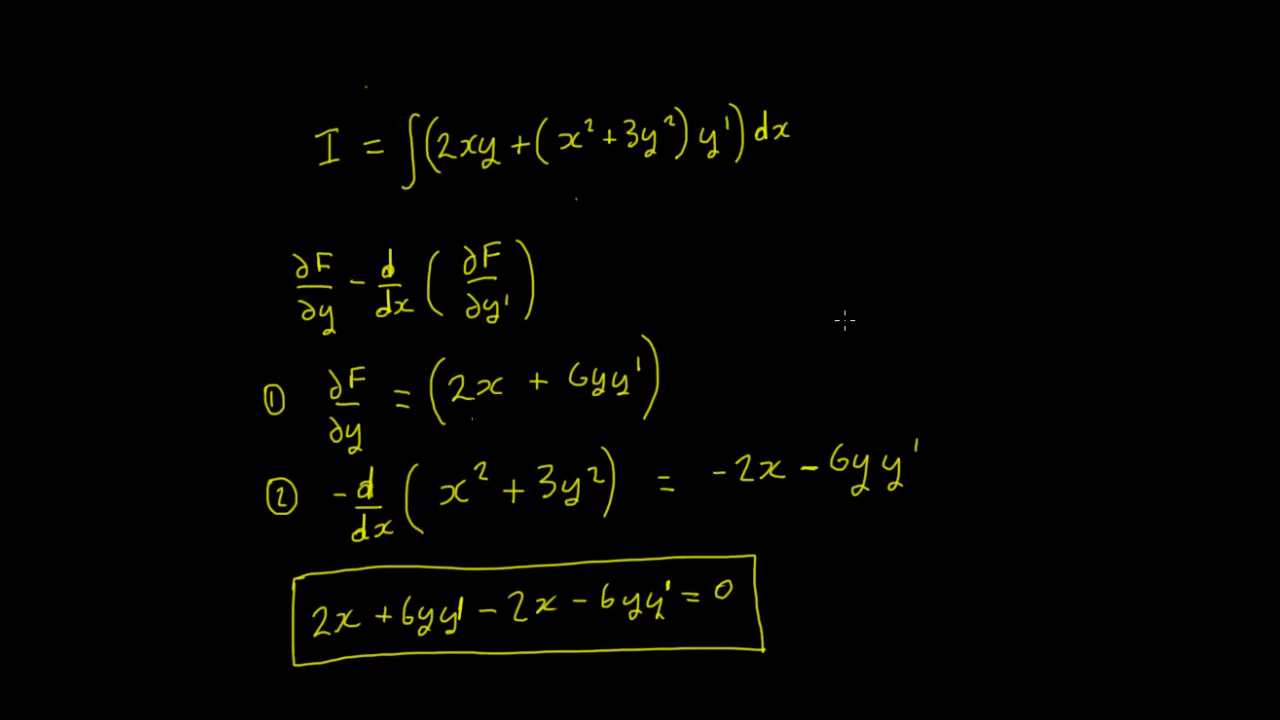 I = ∫(2xy + (x² + 3y²) y') dx
∂F/∂y - d/dx (∂F/∂y')
① ∂F/∂y = (2x + 6yy')
② -d/dx (x² + 3y²) = -2x - 6yy'
2x + 6yy' - 2x - 6yy' = 0